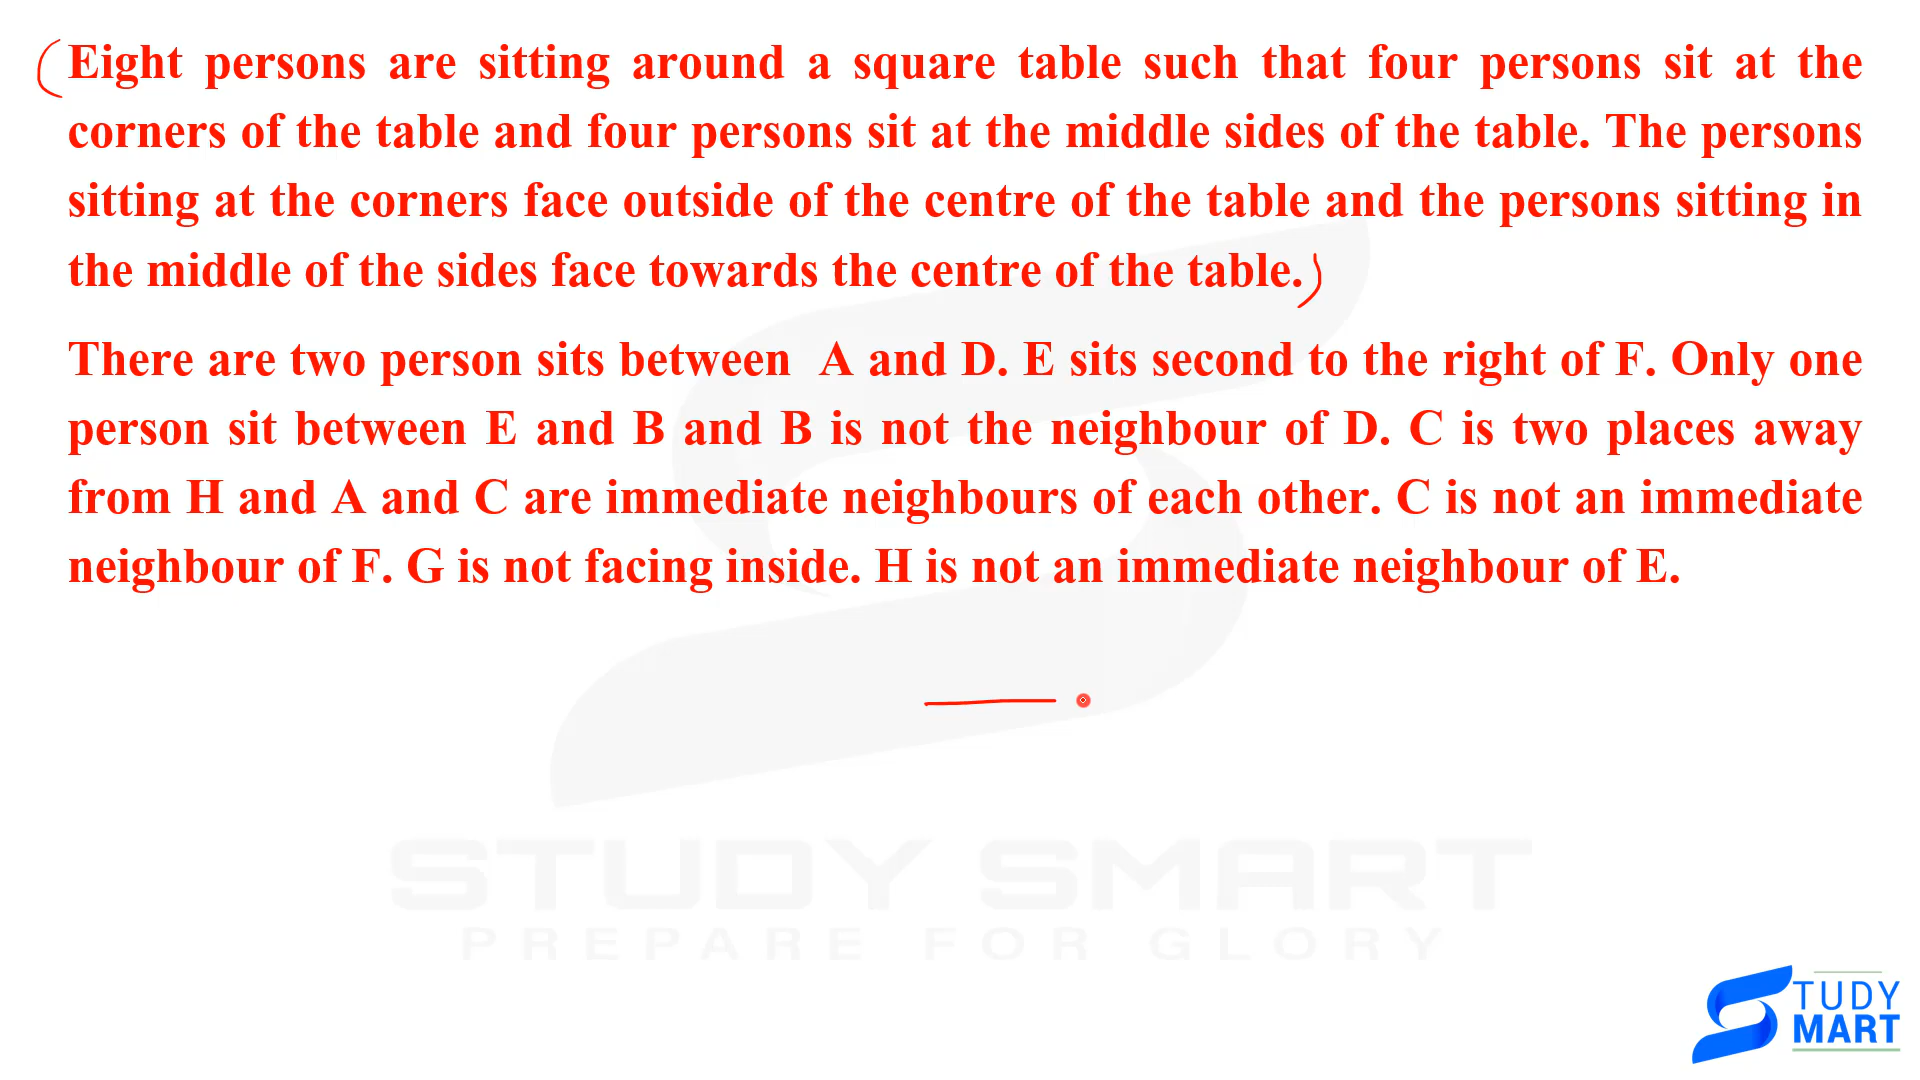 Eight persons are sitting around a square table such that four persons sit at the
corners of the table and four persons sit at the middle sides of the table. The persons
sitting at the corners face outside of the centre of the table and the persons sitting in
the middle of the sides face towards the centre of the table.
There are two person sits between A and D. E sits second to the right of F. Only one
person sit between E and B and B is not the neighbour of D. C is two places away
from H and A and C are immediate neighbours of each other. C is not an immediate
neighbour of F. G is not facing inside. H is not an immediate neighbour of E.
STUDY SMART
PREPARE FOR GLORY
TUDY
MART